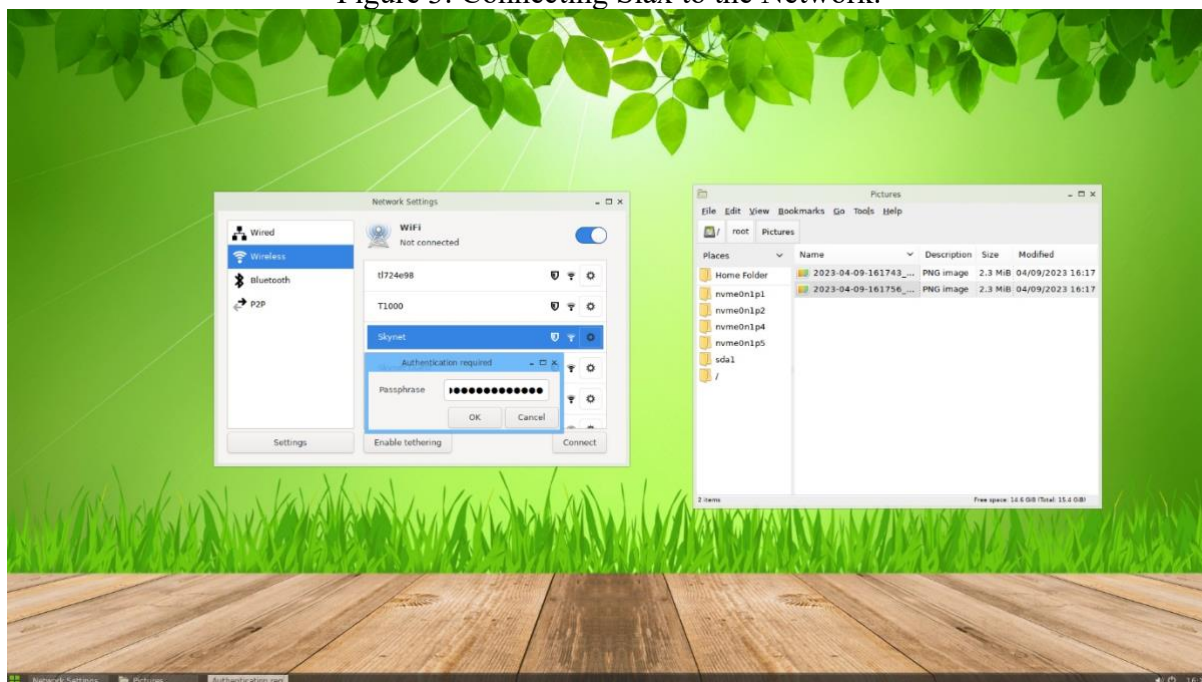 Figure 3. Connecting Slax to the Network.
Network Settings
Wired
Wireless
Bluetooth
P2P
WiFi
Not connected
tl724e98
T1000
Skynet
Authentication required
Passphrase
OK
Cancel
Settings
Enable tethering
Connect
Pictures
File Edit View Bookmarks Go Tools Help
/ root Pictures
Places
Home Folder
nvme0n1p1
nvme0n1p2
nvme0n1p4
nvme0n1p5
sda1
/
Name Description Size Modified
2023-04-09-161743_... PNG image 2.3 MiB 04/09/2023 16:17
2023-04-09-161756_... PNG image 2.3 MiB 04/09/2023 16:17
2 items
Free space: 14.6 GiB (Total: 15.4 GiB)
Network Settings Pictures Authentication req